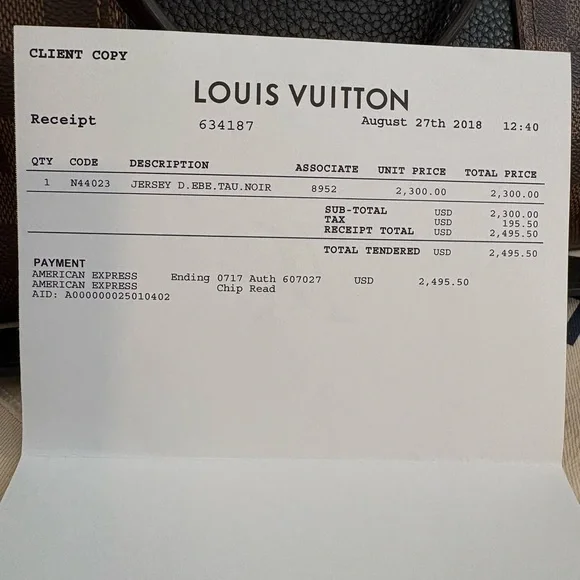 CLIENT COPY
LOUIS VUITTON
Receipt 634187 August 27th 2018 12:40
QTY CODE DESCRIPTION ASSOCIATE UNIT PRICE TOTAL PRICE
1 N44023 JERSEY D.EBE.TAU.NOIR 8952 2,300.00 2,300.00
SUB-TOTAL USD 2,300.00
TAX USD 195.50
RECEIPT TOTAL USD 2,495.50
TOTAL TENDERED USD 2,495.50
PAYMENT
AMERICAN EXPRESS Ending 0717 Auth 607027 USD 2,495.50
AMERICAN EXPRESS Chip Read
AID: A000000025010402